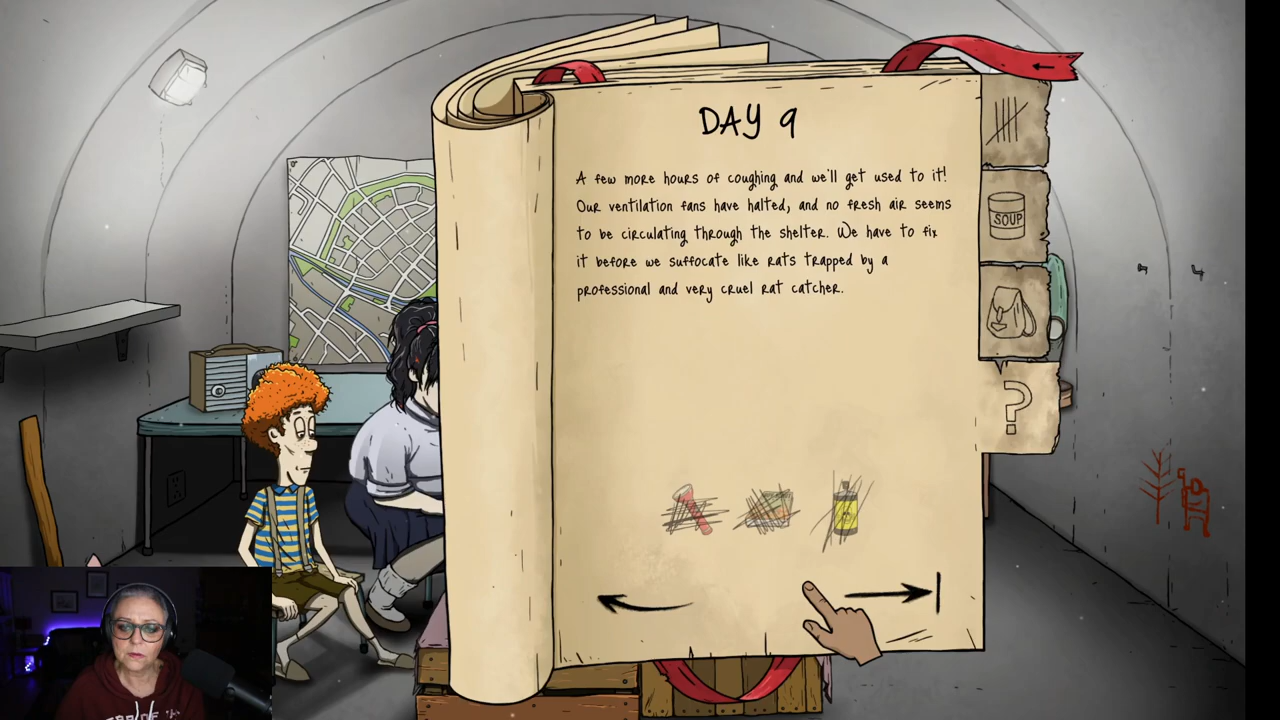 DAY 9
A few more hours of coughing and we'll get used to it!
Our ventilation fans have halted, and no fresh air seems
to be circulating through the shelter. We have to fix
it before we suffocate like rats trapped by a
professional and very cruel rat catcher.
SOUP
?